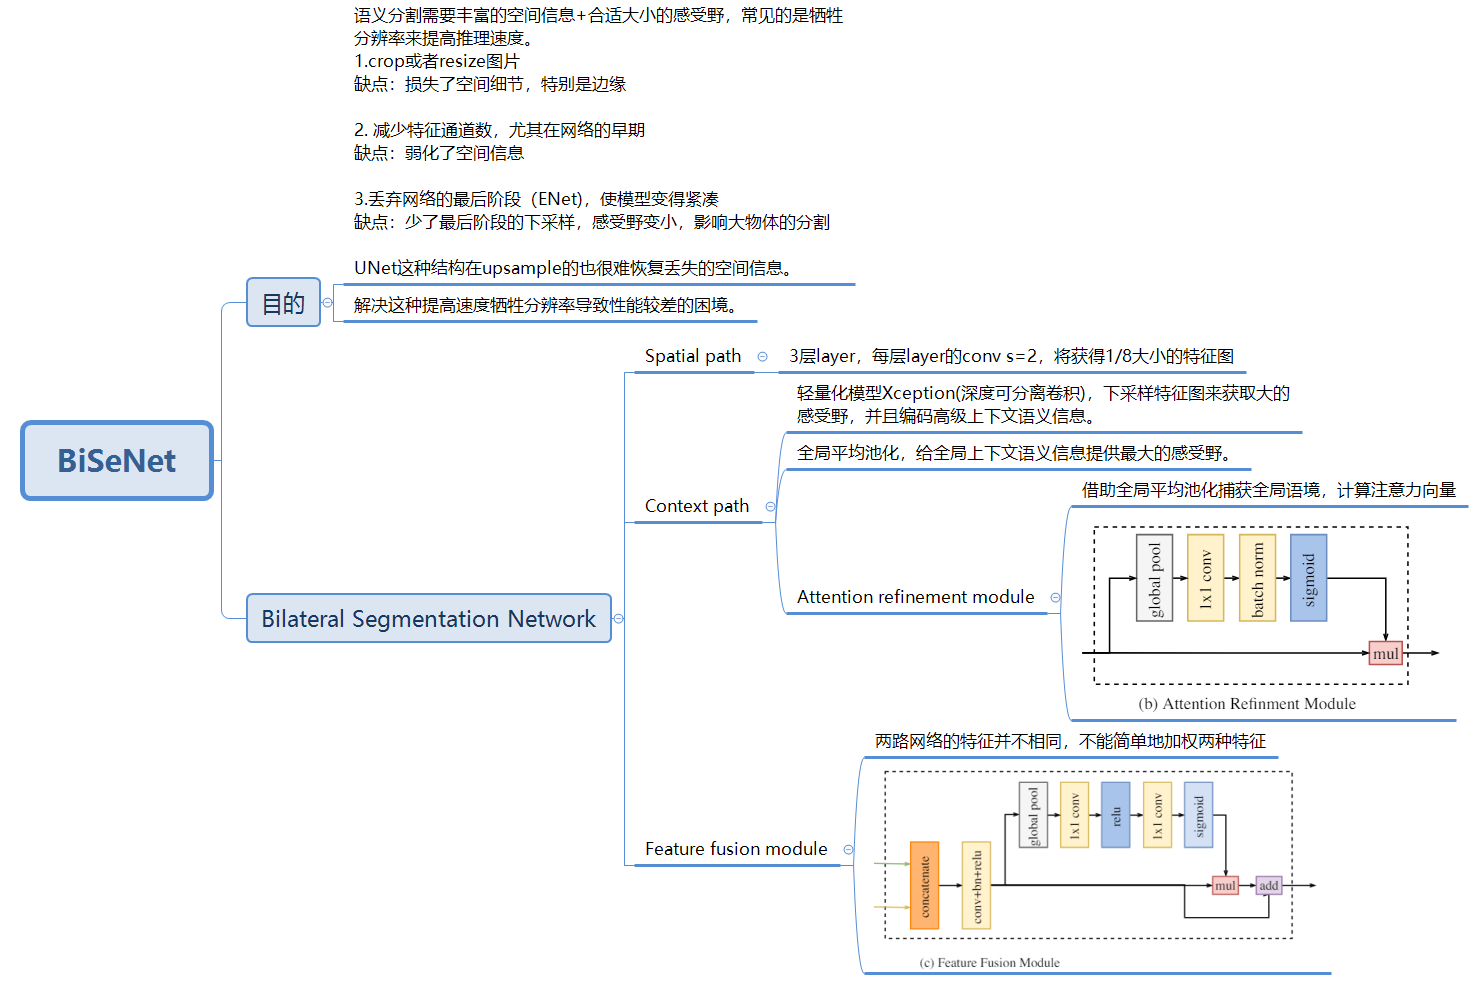 语义分割需要丰富的空间信息+合适大小的感受野，常见的是牺牲
分辨率来提高推理速度。
1.crop或者resize图片
缺点：损失了空间细节，特别是边缘
2. 减少特征通道数，尤其在网络的早期
缺点：弱化了空间信息
3.丢弃网络的最后阶段（ENet)，使模型变得紧凑
缺点：少了最后阶段的下采样，感受野变小，影响大物体的分割
UNet这种结构在upsample的也很难恢复丢失的空间信息。
目的
解决这种提高速度牺牲分辨率导致性能较差的困境。
BiSeNet
Bilateral Segmentation Network
Spatial path
3层layer，每层layer的conv s=2，将获得1/8大小的特征图
Context path
轻量化模型Xception(深度可分离卷积)，下采样特征图来获取大的
感受野，并且编码高级上下文语义信息。
全局平均池化，给全局上下文语义信息提供最大的感受野。
Attention refinement module
借助全局平均池化捕获全局语境，计算注意力向量
global pool
1x1 conv
batch norm
sigmoid
mul
(b) Attention Refinment Module
Feature fusion module
两路网络的特征并不相同，不能简单地加权两种特征
concatenate
conv+bn+relu
global pool
1x1 conv
relu
1x1 conv
sigmoid
mul
add
(c) Feature Fusion Module